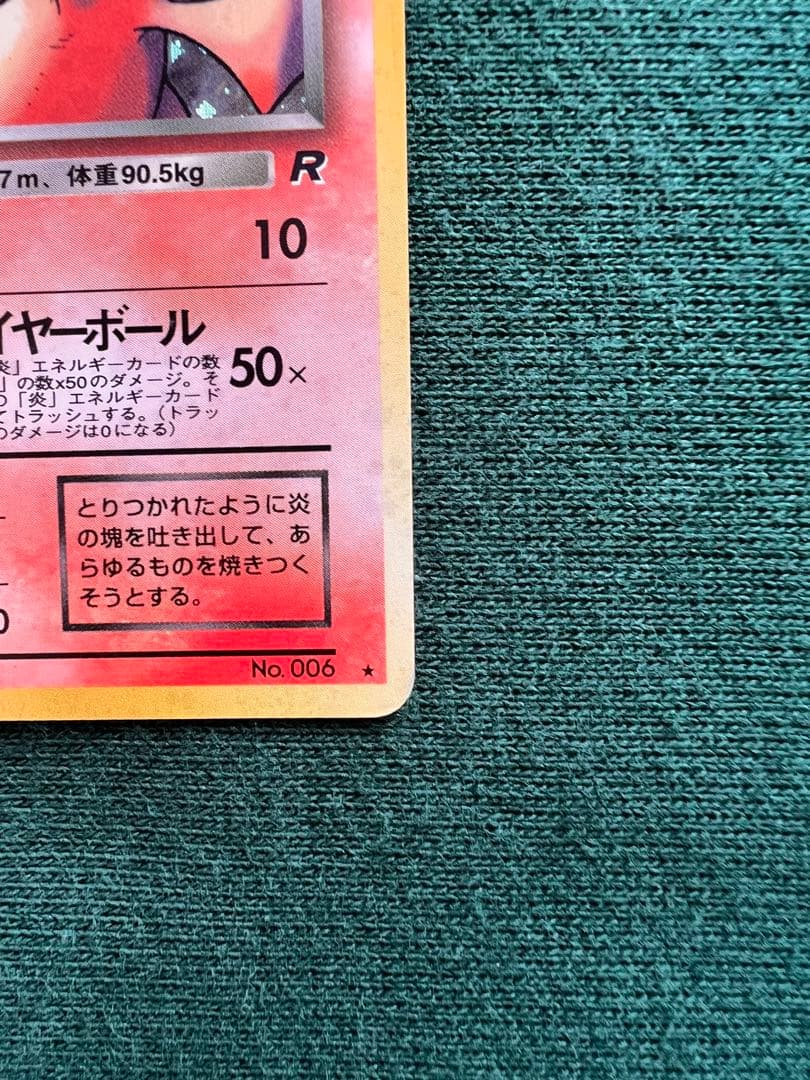 7m、体重90.5kg R
10
イヤーボール
炎」エネルギーカードの数
」の数x50のダメージ。そ
の「炎」エネルギーカード
てトラッシュする。(トラッ
のダメージは0になる)
50×
とりつかれたように炎
の塊を吐き出して、あ
らゆるものを焼きつく
そうとする。
0
No. 006 ★